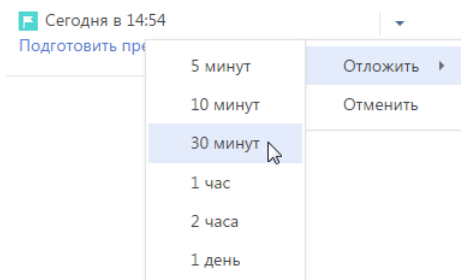 Сегодня в 14:54
Подготовить пре
5 минут
10 минут
30 минут
1 час
2 часа
1 день
Отложить
Отменить